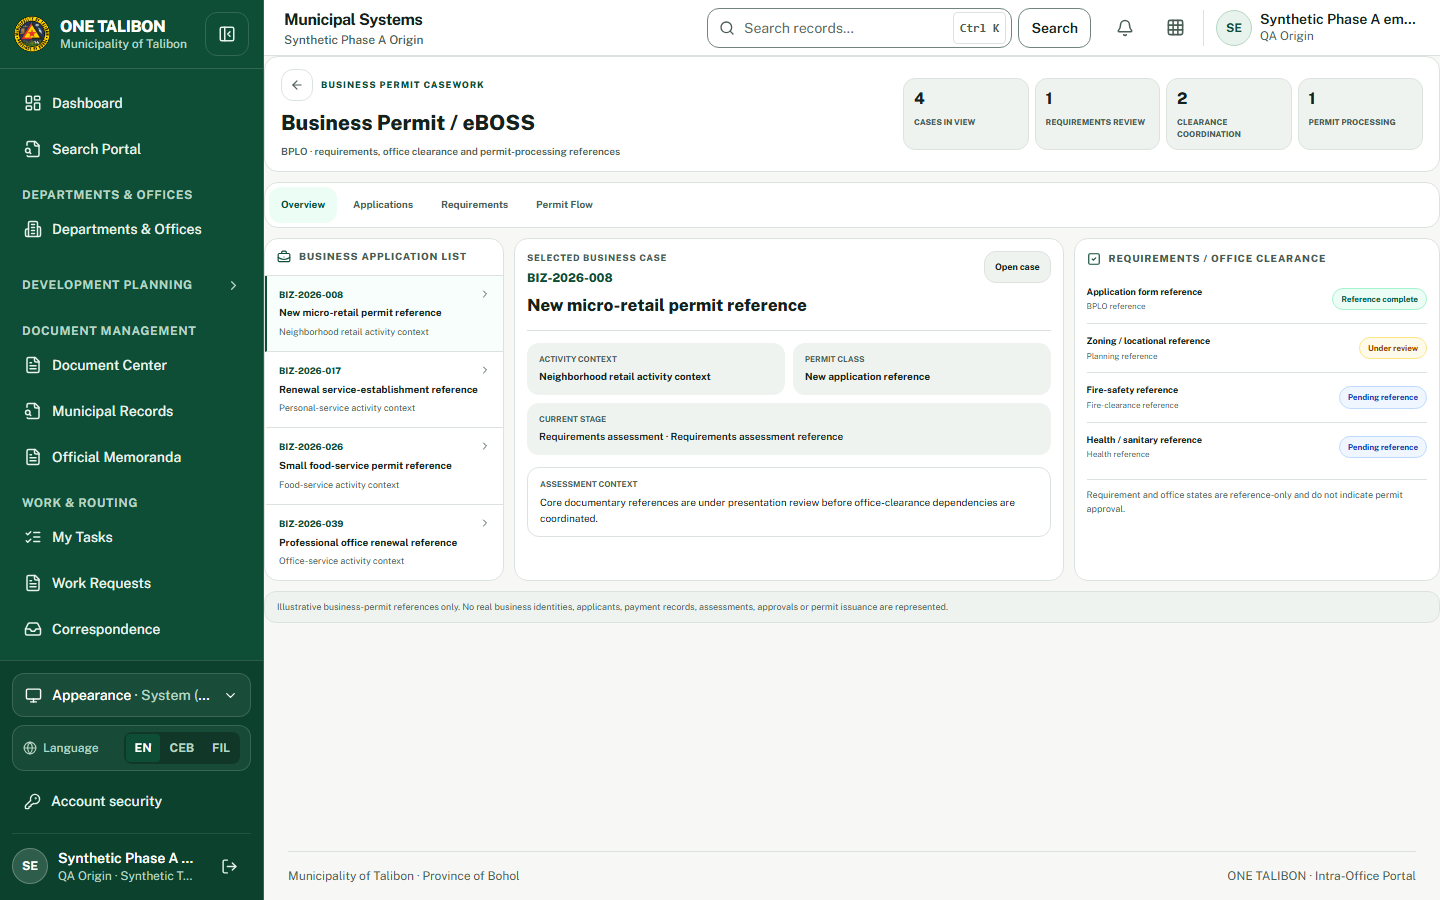 ONE TALIBON
Municipality of Talibon
Dashboard
Search Portal
DEPARTMENTS & OFFICES
Departments & Offices
DEVELOPMENT PLANNING
DOCUMENT MANAGEMENT
Document Center
Municipal Records
Official Memoranda
WORK & ROUTING
My Tasks
Work Requests
Correspondence
Appearance · System (...
Language
EN CEB FIL
Account security
SE
Synthetic Phase A ...
QA Origin · Synthetic T...
Municipal Systems
Synthetic Phase A Origin
Search records...
Ctrl K
Search
SE
Synthetic Phase A em...
QA Origin
BUSINESS PERMIT CASEWORK
Business Permit / eBOSS
BPLO · requirements, office clearance and permit-processing references
4
CASES IN VIEW
1
REQUIREMENTS REVIEW
2
CLEARANCE
COORDINATION
1
PERMIT PROCESSING
Overview
Applications
Requirements
Permit Flow
BUSINESS APPLICATION LIST
BIZ-2026-008
New micro-retail permit reference
Neighborhood retail activity context
BIZ-2026-017
Renewal service-establishment reference
Personal-service activity context
BIZ-2026-026
Small food-service permit reference
Food-service activity context
BIZ-2026-039
Professional office renewal reference
Office-service activity context
SELECTED BUSINESS CASE
BIZ-2026-008
New micro-retail permit reference
Open case
ACTIVITY CONTEXT
Neighborhood retail activity context
PERMIT CLASS
New application reference
CURRENT STAGE
Requirements assessment · Requirements assessment reference
ASSESSMENT CONTEXT
Core documentary references are under presentation review before office-clearance dependencies are
coordinated.
REQUIREMENTS / OFFICE CLEARANCE
Application form reference
BPLO reference
Reference complete
Zoning / locational reference
Planning reference
Under review
Fire-safety reference
Fire-clearance reference
Pending reference
Health / sanitary reference
Health reference
Pending reference
Requirement and office states are reference-only and do not indicate permit
approval.
Illustrative business-permit references only. No real business identities, applicants, payment records, assessments, approvals or permit issuance are represented.
Municipality of Talibon · Province of Bohol
ONE TALIBON · Intra-Office Portal